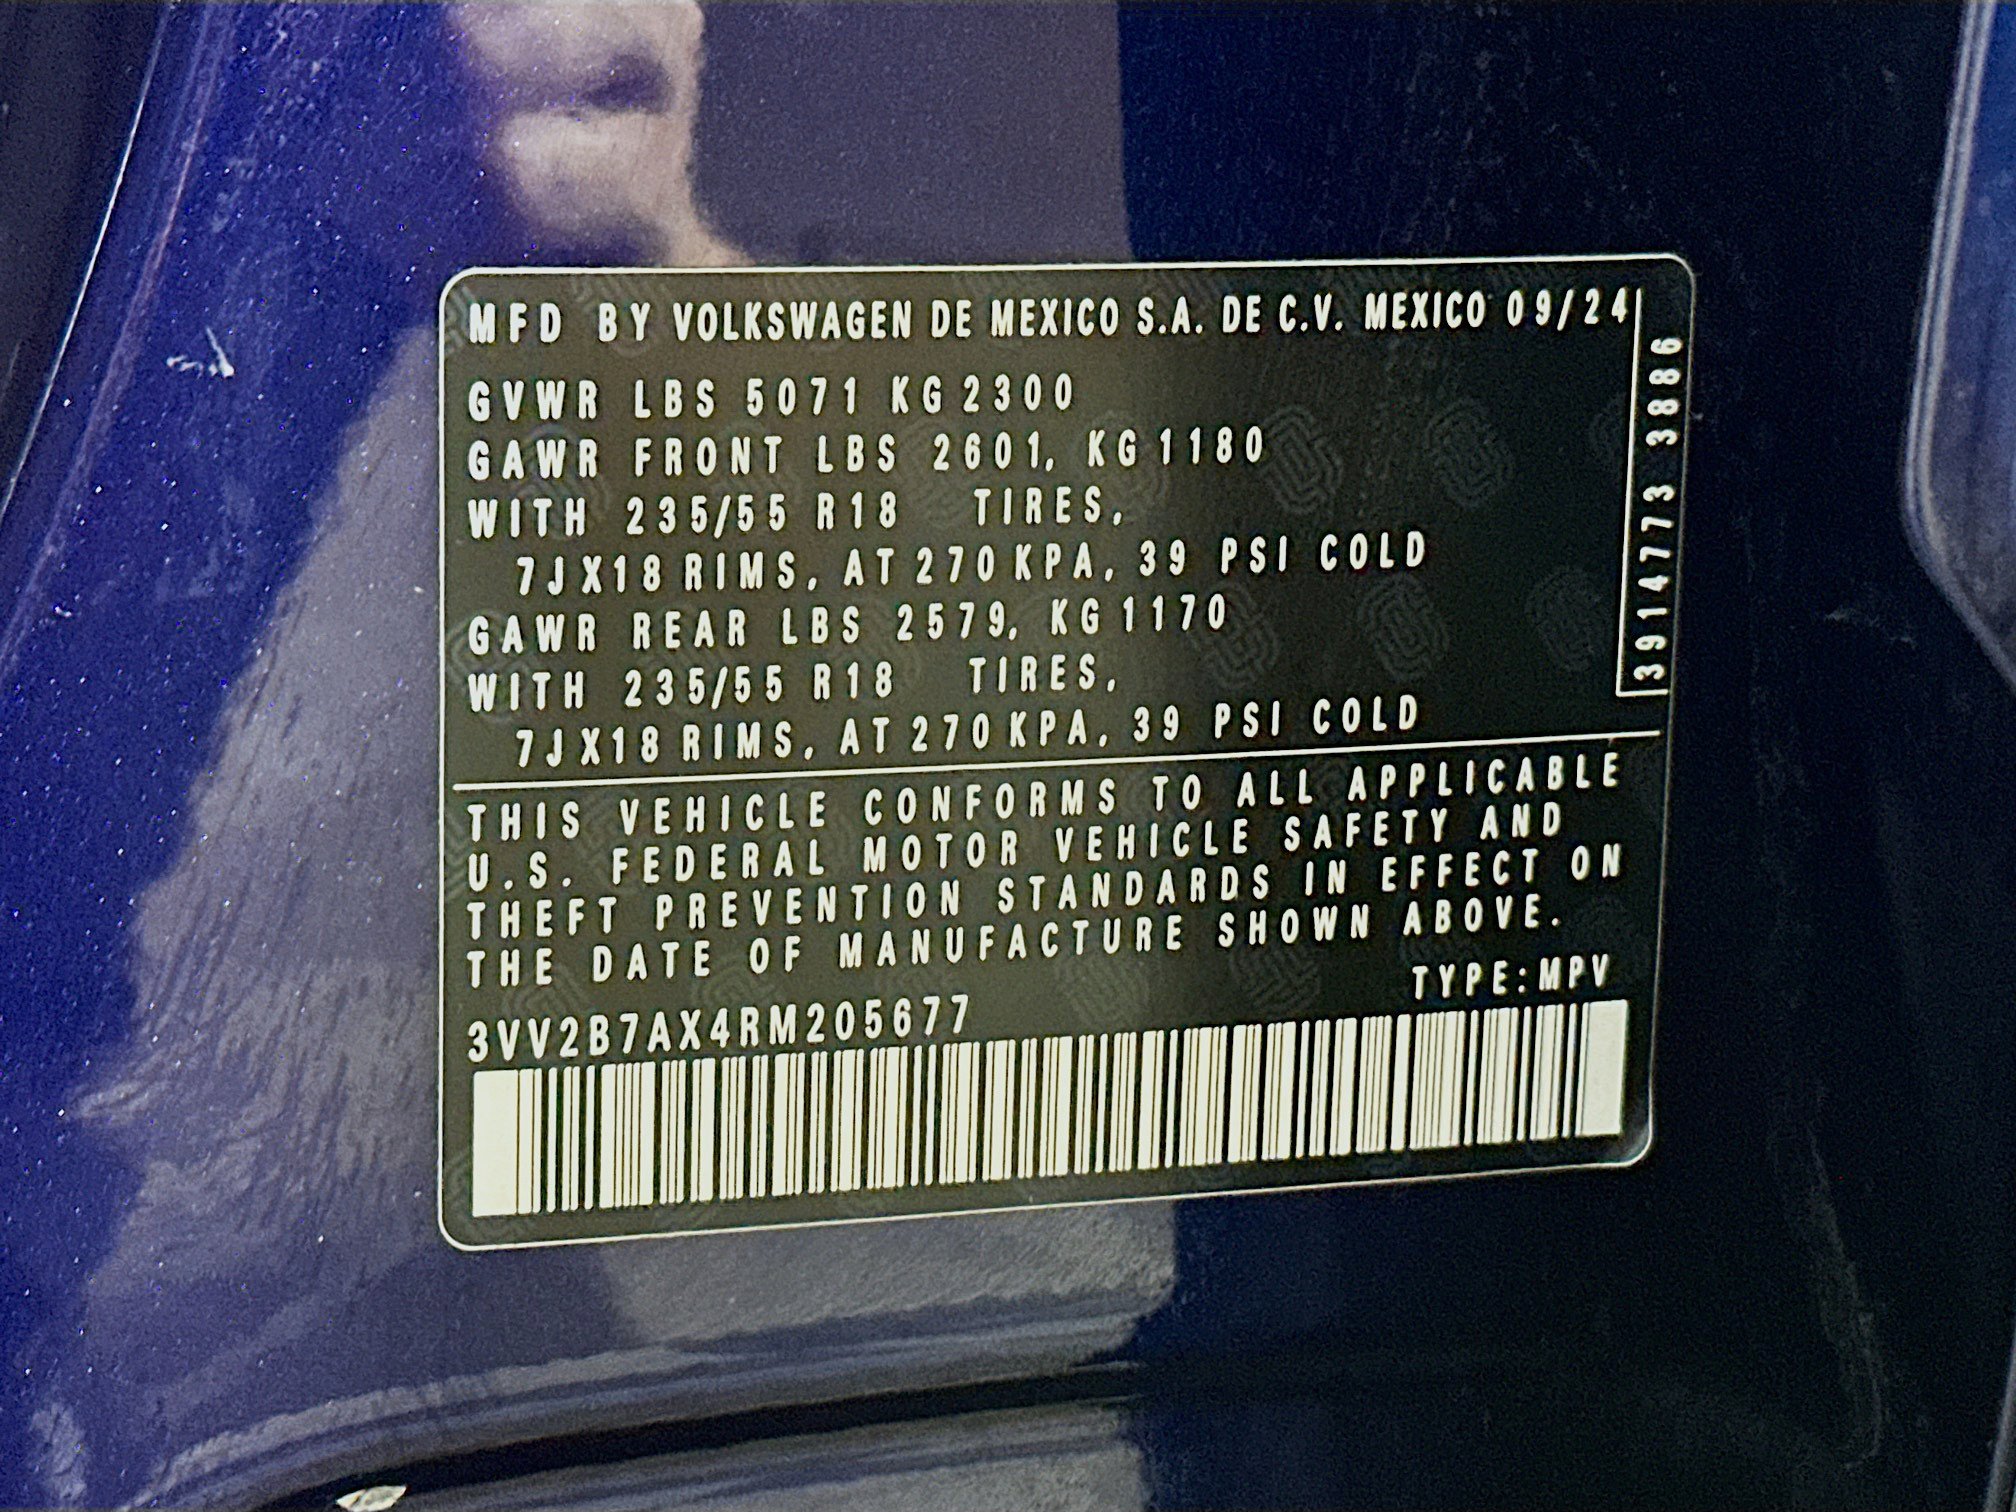 MFD BY VOLKSWAGEN DE MEXICO S.A. DE C.V. MEXICO 09/24
GVWR LBS 5071 KG 2300
GAWR FRONT LBS 2601, KG 1180
WITH 235/55 R18 TIRES,
7JX18 RIMS, AT 270 KPA, 39 PSI COLD
GAWR REAR LBS 2579, KG 1170
WITH 235/55 R18 TIRES,
7JX18 RIMS, AT 270 KPA, 39 PSI COLD
3914773 3886
THIS VEHICLE CONFORMS TO ALL APPLICABLE
U.S. FEDERAL MOTOR VEHICLE SAFETY AND
THEFT PREVENTION STANDARDS IN EFFECT ON
THE DATE OF MANUFACTURE SHOWN ABOVE.
TYPE:MPV
3VV2B7AX4RM205677